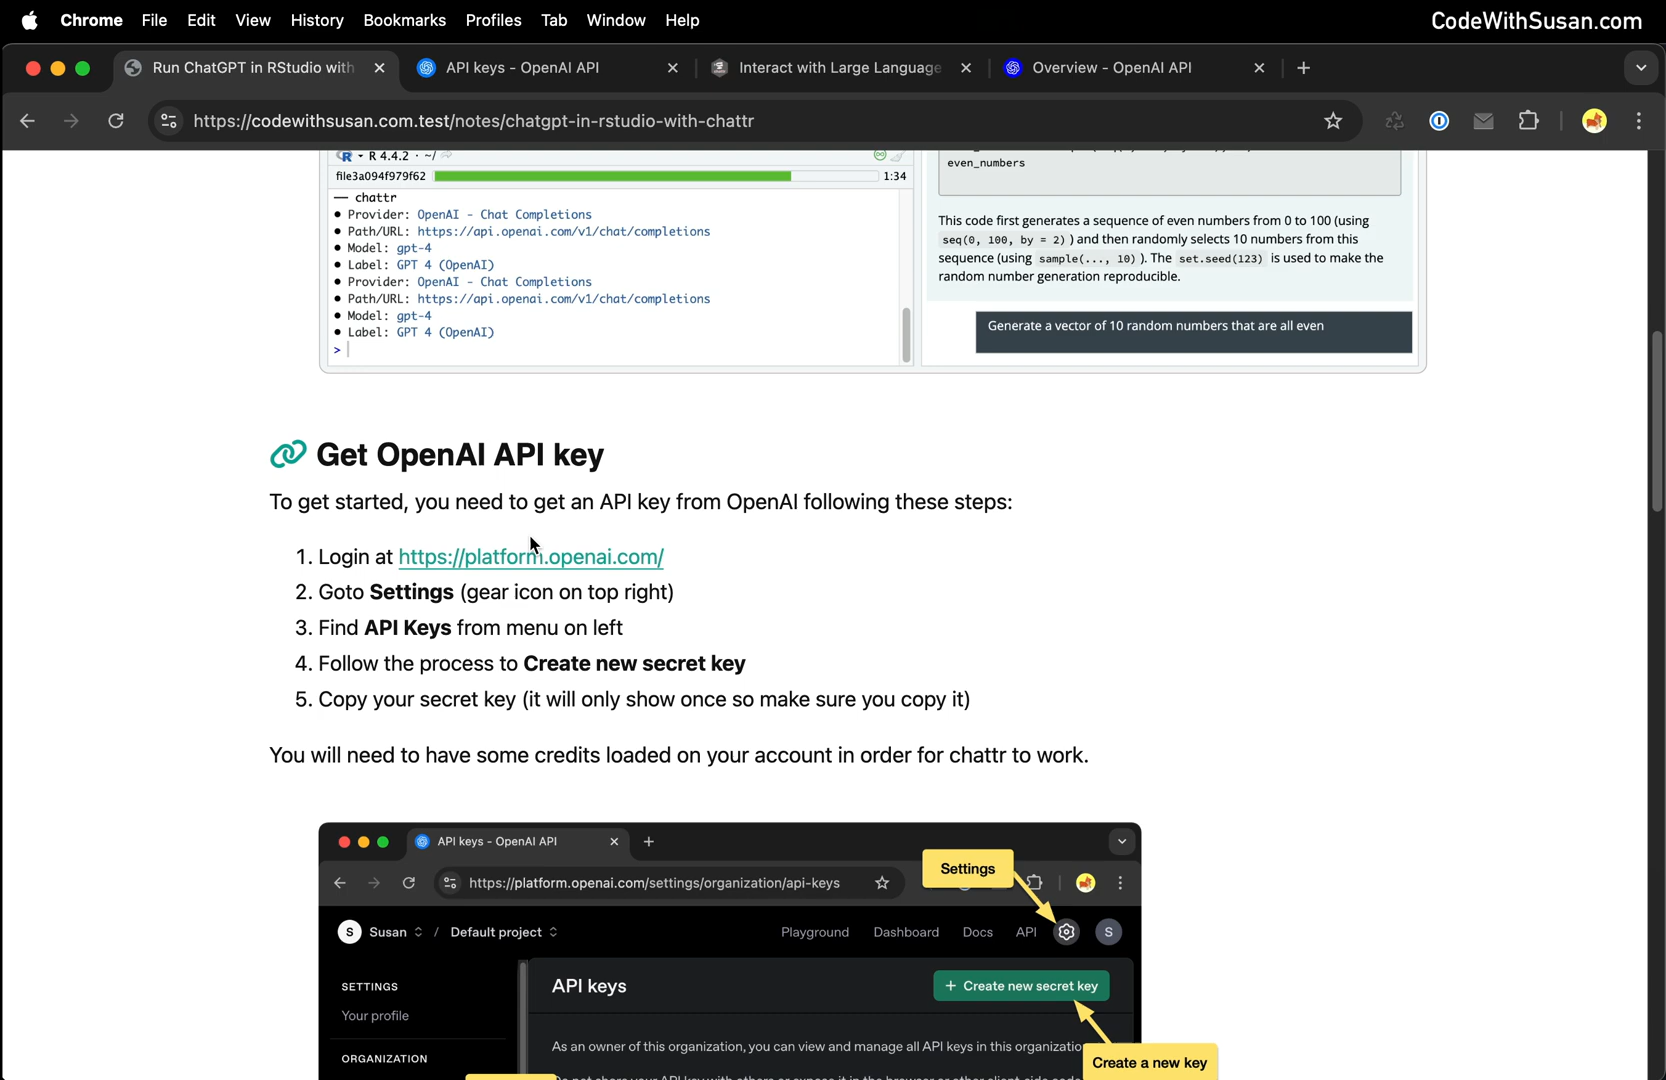 Chrome File Edit View History Bookmarks Profiles Tab Window Help
CodeWithSusan.com
Run ChatGPT in RStudio with
API keys - OpenAI API
Interact with Large Language
Overview - OpenAI API
https://codewithsusan.com.test/notes/chatgpt-in-rstudio-with-chattr
R 4.4.2 · ~/
file3a094f979f62
1:34
— chattr
• Provider: OpenAI - Chat Completions
• Path/URL: https://api.openai.com/v1/chat/completions
• Model: gpt-4
• Label: GPT 4 (OpenAI)
• Provider: OpenAI - Chat Completions
• Path/URL: https://api.openai.com/v1/chat/completions
• Model: gpt-4
• Label: GPT 4 (OpenAI)
>
even_numbers
This code first generates a sequence of even numbers from 0 to 100 (using
seq(0, 100, by = 2) ) and then randomly selects 10 numbers from this
sequence (using sample(..., 10) ). The set.seed(123) is used to make the
random number generation reproducible.
Generate a vector of 10 random numbers that are all even
Get OpenAI API key
To get started, you need to get an API key from OpenAI following these steps:
1. Login at https://platform.openai.com/
2. Goto Settings (gear icon on top right)
3. Find API Keys from menu on left
4. Follow the process to Create new secret key
5. Copy your secret key (it will only show once so make sure you copy it)
You will need to have some credits loaded on your account in order for chattr to work.
API keys - OpenAI API
Settings
https://platform.openai.com/settings/organization/api-keys
S Susan / Default project
Playground Dashboard Docs API S
SETTINGS
API keys
+ Create new secret key
Your profile
As an owner of this organization, you can view and manage all API keys in this organizatio
ORGANIZATION
Create a new key